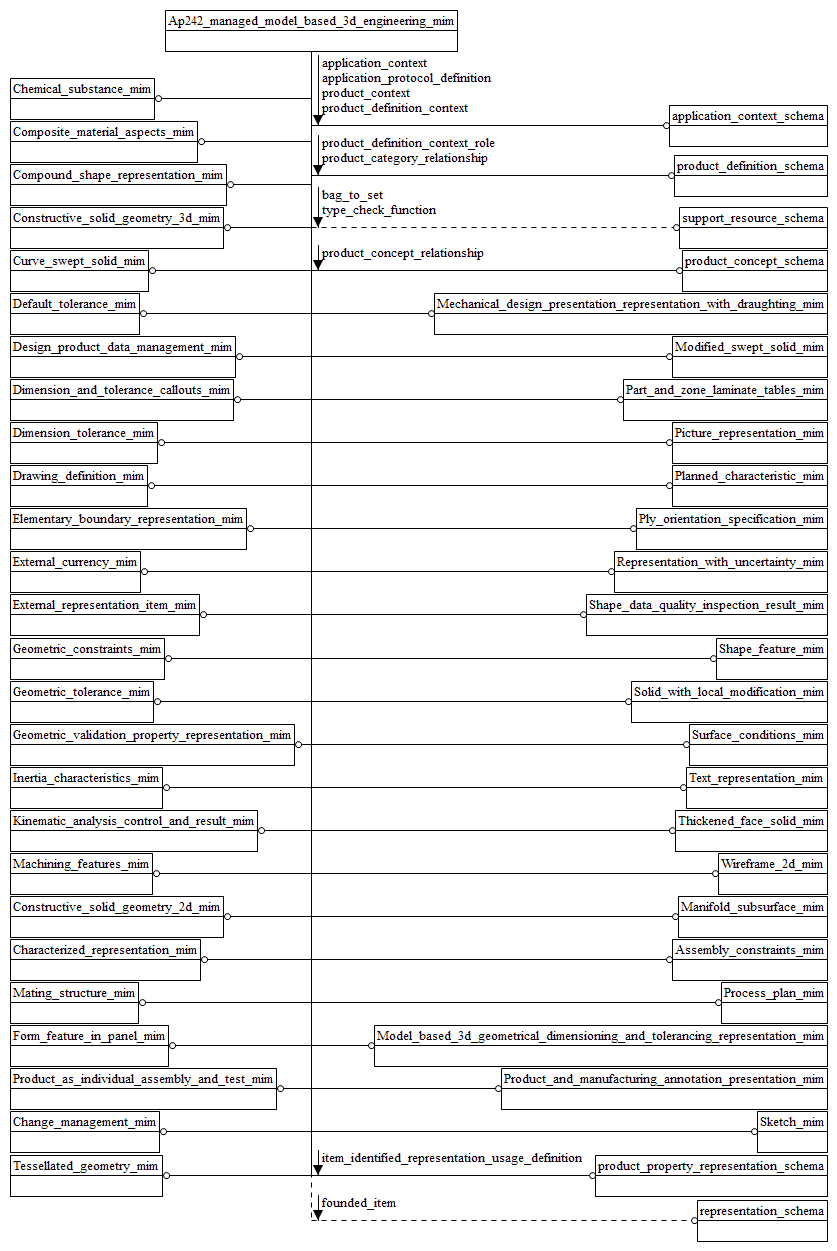 Ap242_managed_model_based_3d_engineering_mim
application_context
application_protocol_definition
product_context
product_definition_context
Chemical_substance_mim
application_context_schema
Composite_material_aspects_mim
product_definition_context_role
product_category_relationship
product_definition_schema
Compound_shape_representation_mim
bag_to_set
type_check_function
Constructive_solid_geometry_3d_mim
support_resource_schema
product_concept_relationship
Curve_swept_solid_mim
product_concept_schema
Default_tolerance_mim
Mechanical_design_presentation_representation_with_draughting_mim
Design_product_data_management_mim
Modified_swept_solid_mim
Dimension_and_tolerance_callouts_mim
Part_and_zone_laminate_tables_mim
Dimension_tolerance_mim
Picture_representation_mim
Drawing_definition_mim
Planned_characteristic_mim
Elementary_boundary_representation_mim
Ply_orientation_specification_mim
External_currency_mim
Representation_with_uncertainty_mim
External_representation_item_mim
Shape_data_quality_inspection_result_mim
Geometric_constraints_mim
Shape_feature_mim
Geometric_tolerance_mim
Solid_with_local_modification_mim
Geometric_validation_property_representation_mim
Surface_conditions_mim
Inertia_characteristics_mim
Text_representation_mim
Kinematic_analysis_control_and_result_mim
Thickened_face_solid_mim
Machining_features_mim
Wireframe_2d_mim
Constructive_solid_geometry_2d_mim
Manifold_subsurface_mim
Characterized_representation_mim
Assembly_constraints_mim
Mating_structure_mim
Process_plan_mim
Form_feature_in_panel_mim
Model_based_3d_geometrical_dimensioning_and_tolerancing_representation_mim
Product_as_individual_assembly_and_test_mim
Product_and_manufacturing_annotation_presentation_mim
Change_management_mim
Sketch_mim
Tessellated_geometry_mim
item_identified_representation_usage_definition
product_property_representation_schema
founded_item
representation_schema